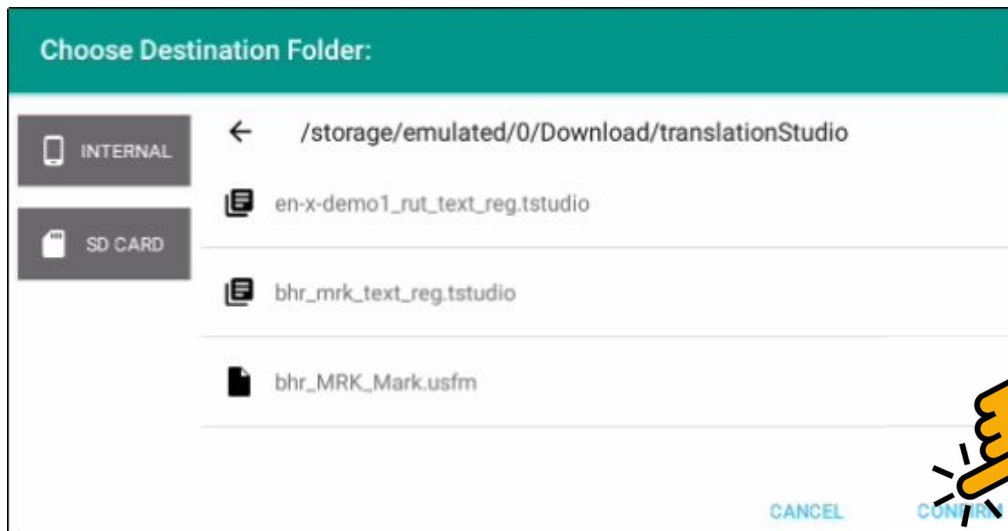 Choose Destination Folder:
INTERNAL
/storage/emulated/0/Download/translationStudio
en-x-demo1_rut_text_reg.tstudio
SD CARD
bhr_mrk_text_reg.tstudio
bhr_MRK_Mark.usfm
CANCEL
CONFIRM